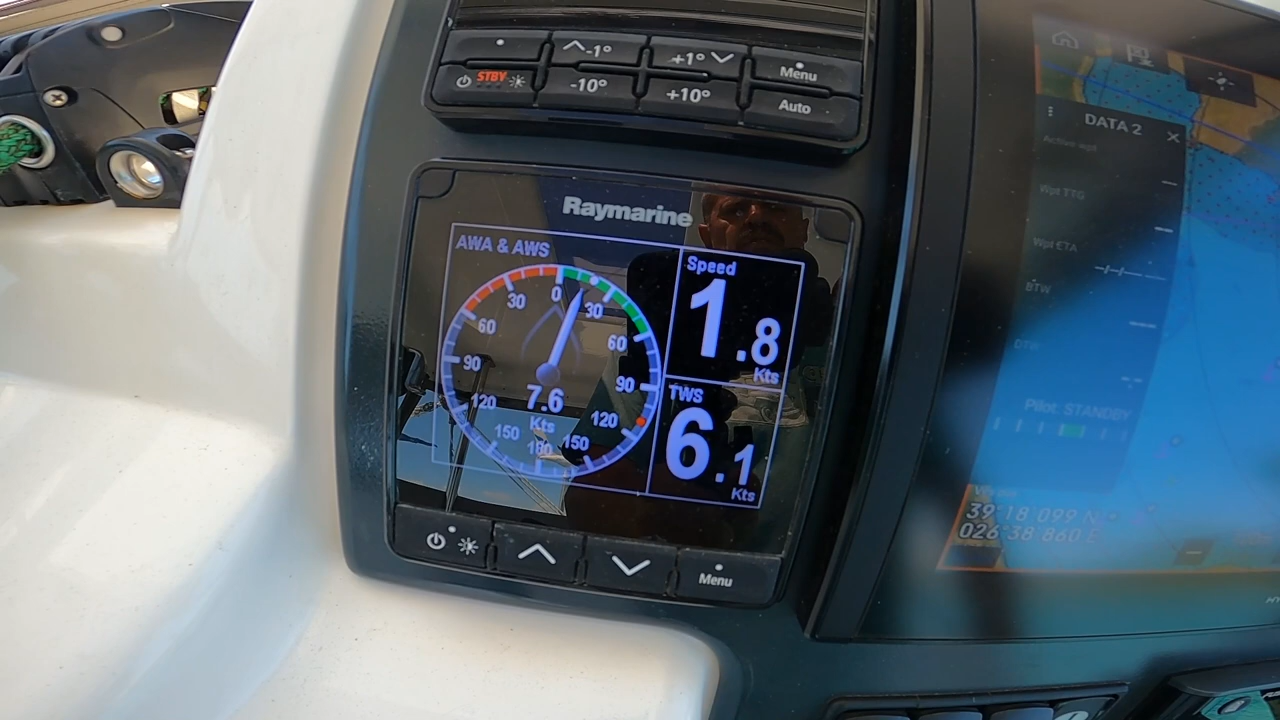 -1°
+1°
Menu
STBY
-10°
+10°
Auto
Raymarine
AWA & AWS
0
30
30
60
60
90
90
120
120
150
150
180
7.6
Kts
Speed
1.8
Kts
TWS
6.1
Kts
Menu
DATA 2
Active wpt
Wpt TTG
Wpt ETA
BTW
Pilot: STANDBY
39°18 099 N
026°38 860 E